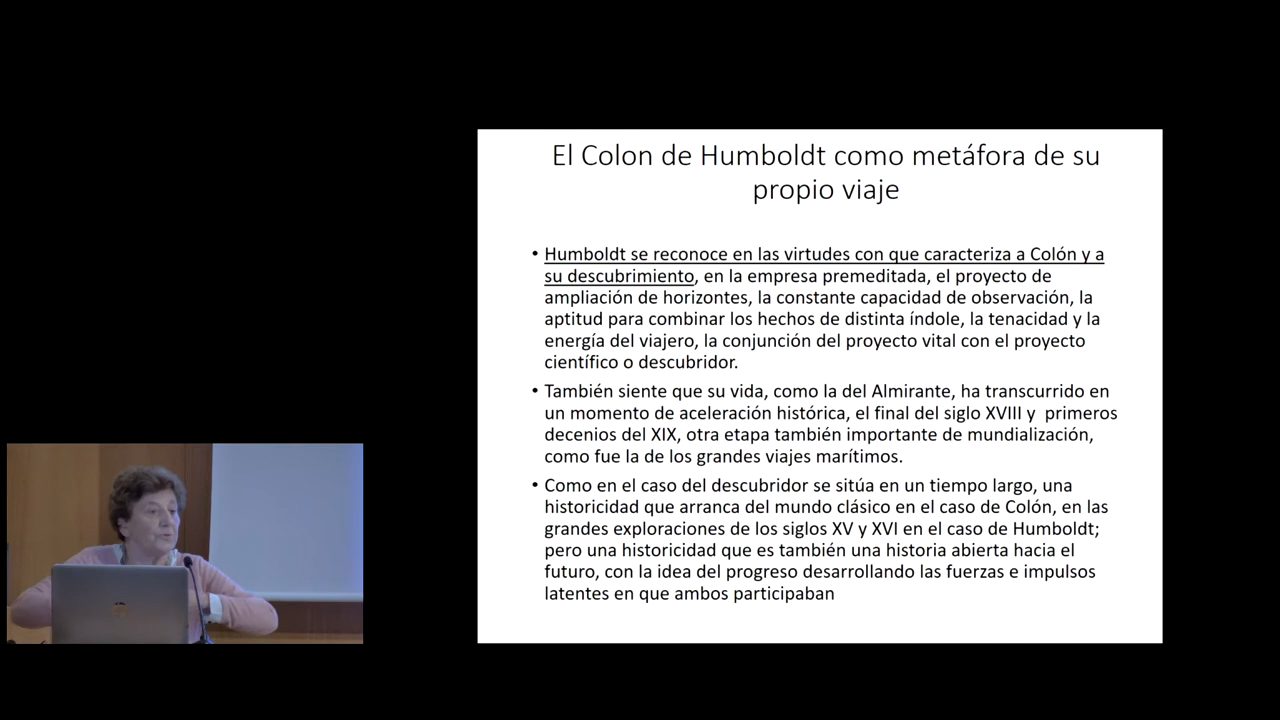 El Colon de Humboldt como metáfora de su
propio viaje
• Humboldt se reconoce en las virtudes con que caracteriza a Colón y a
su descubrimiento, en la empresa premeditada, el proyecto de
ampliación de horizontes, la constante capacidad de observación, la
aptitud para combinar los hechos de distinta índole, la tenacidad y la
energía del viajero, la conjunción del proyecto vital con el proyecto
científico o descubridor.
• También siente que su vida, como la del Almirante, ha transcurrido en
un momento de aceleración histórica, el final del siglo XVIII y  primeros
decenios del XIX, otra etapa también importante de mundialización,
como fue la de los grandes viajes marítimos.
• Como en el caso del descubridor se sitúa en un tiempo largo, una
historicidad que arranca del mundo clásico en el caso de Colón, en las
grandes exploraciones de los siglos XV y XVI en el caso de Humboldt;
pero una historicidad que es también una historia abierta hacia el
futuro, con la idea del progreso desarrollando las fuerzas e impulsos
latentes en que ambos participaban